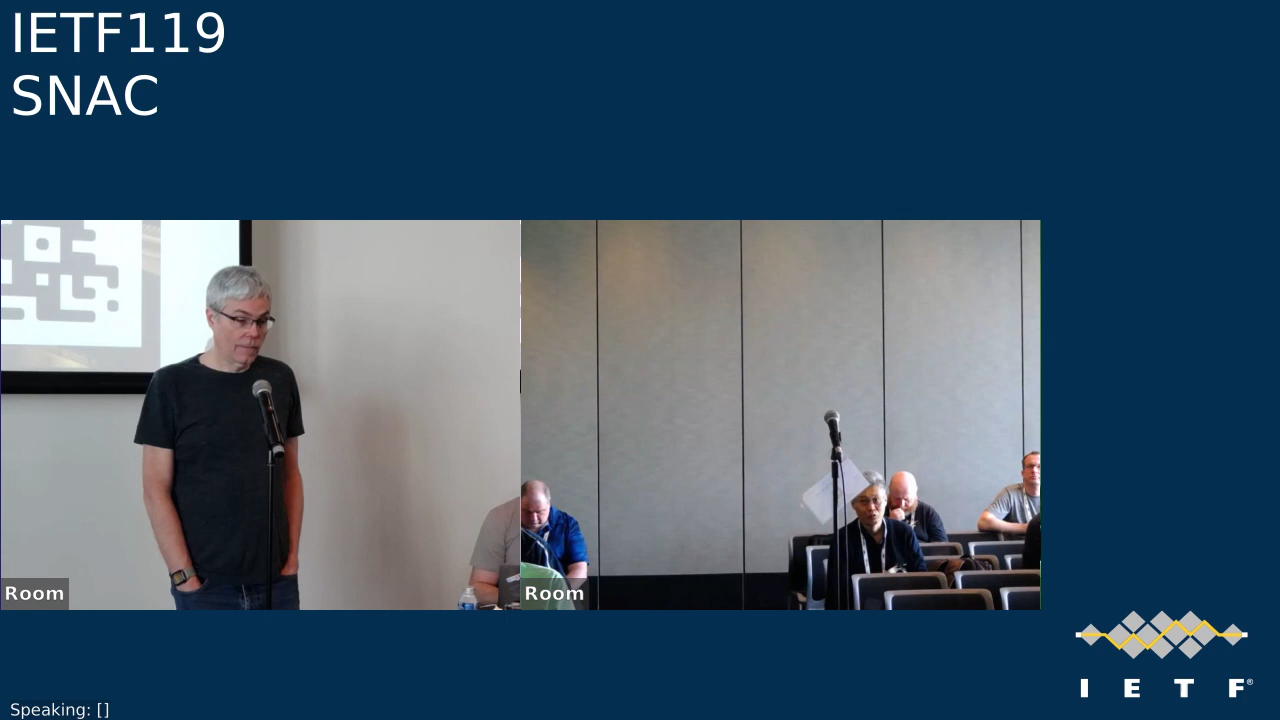 IETF119
SNAC
Room
Room
I E T F®
Speaking: []